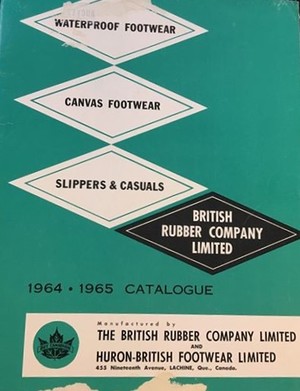 WATERPROOF FOOTWEAR
CANVAS FOOTWEAR
SLIPPERS & CASUALS
BRITISH
RUBBER COMPANY
LIMITED
1964 • 1965 CATALOGUE
Manufactured by
THE BRITISH RUBBER COMPANY LIMITED
AND
HURON-BRITISH FOOTWEAR LIMITED
455 Nineteenth Avenue, LACHINE, Que., Canada.